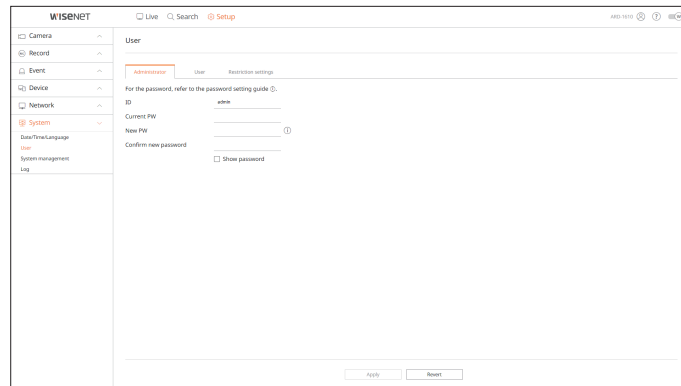 WISENET
Live Search Setup
ARD-1610
Camera
Record
Event
Device
Network
System
Date/Time/Language
User
System management
Log
User
Administrator User Restriction settings
For the password, refer to the password setting guide
ID admin
Current PW
New PW
Confirm new password
Show password
Apply Revert